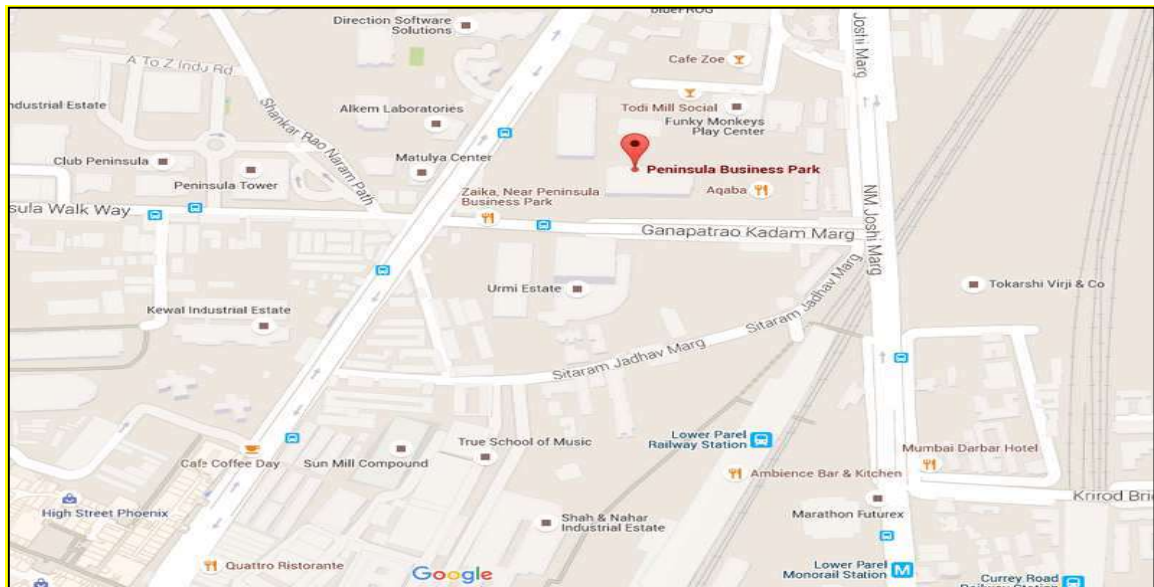 Direction Software
Solutions
blueFROG
Joshi Marg
Cafe Zoe
A To Z Indu Rd
Industrial Estate
Alkem Laboratories
Todi Mill Social
Funky Monkeys
Play Center
Shankar Rao Naram Path
Club Peninsula
Matulya Center
Peninsula Business Park
Peninsula Tower
Zaika, Near Peninsula
Business Park
Aqaba
sula Walk Way
Ganapatrao Kadam Marg
NM Joshi Marg
Urmi Estate
Tokarshi Virji & Co
Kewal Industrial Estate
Sitaram Jadhav Marg
Sitaram Jadhav Marg
Lower Parel
Railway Station
True School of Music
Mumbai Darbar Hotel
Cafe Coffee Day
Sun Mill Compound
Ambience Bar & Kitchen
Krirod Bri
High Street Phoenix
Marathon Futurex
Shah & Nahar
Industrial Estate
Quattro Ristorante
Google
Lower Parel
Monorail Station
M
Currey Road
Railway Station